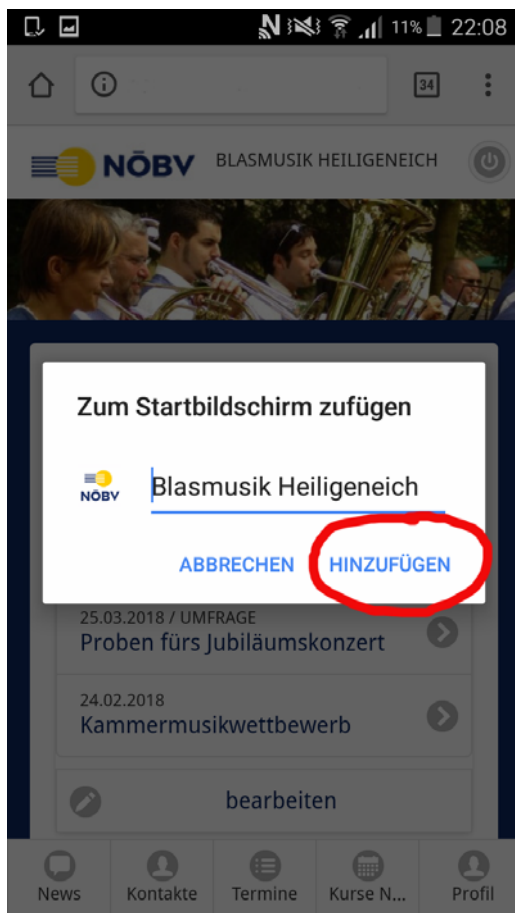 11% 22:08
34
NÖBV BLASMUSIK HEILIGENEICH
Zum Startbildschirm zufügen
NÖBV
Blasmusik Heiligeneich
ABBRECHEN HINZUFÜGEN
25.03.2018 / UMFRAGE
Proben fürs Jubiläumskonzert
24.02.2018
Kammermusikwettbewerb
bearbeiten
News Kontakte Termine Kurse N... Profil